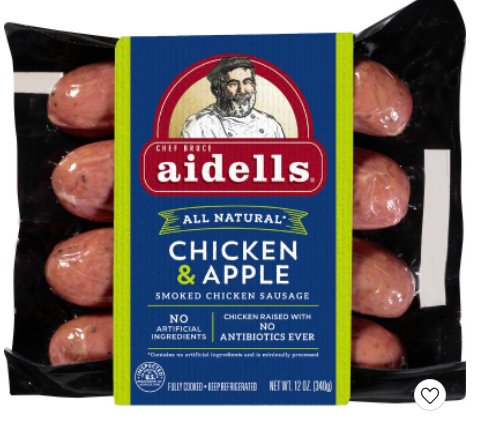 CHEF BRUCE
aidells®
ALL NATURAL*
CHICKEN
& APPLE
SMOKED CHICKEN SAUSAGE
NO
ARTIFICIAL
INGREDIENTS
CHICKEN RAISED WITH
NO
ANTIBIOTICS EVER
*Contains no artificial ingredients and is minimally processed
INSPECTED
U.S.
FULLY COOKED • KEEP REFRIGERATED
NET WT. 12 OZ. (340g)